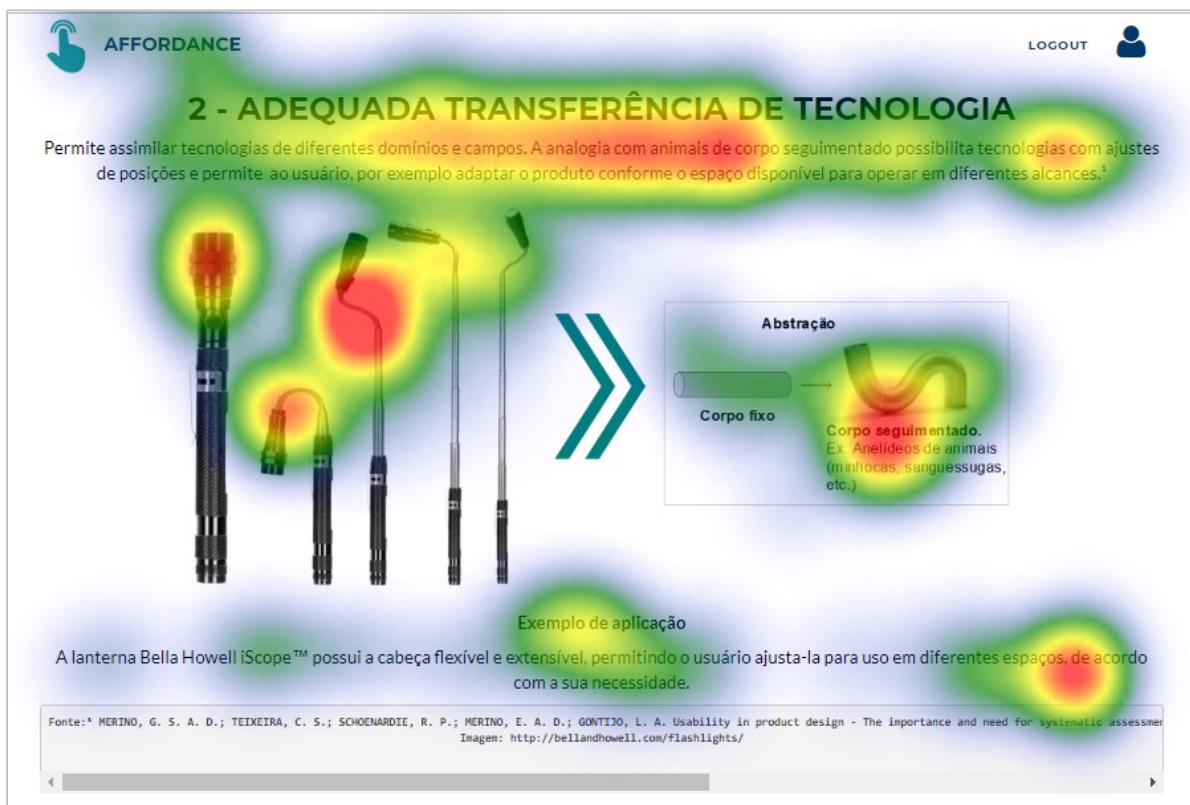 AFFORDANCE
LOGOUT
2 - ADEQUADA TRANSFERÊNCIA DE TECNOLOGIA
Permite assimilar tecnologias de diferentes domínios e campos. A analogia com animais de corpo seguimentado possibilita tecnologias com ajustes
de posições e permite ao usuário, por exemplo adaptar o produto conforme o espaço disponível para operar em diferentes alcances.¹
Abstração
Corpo fixo
Corpo seguimentado.
Ex. Anelídeos de animais
(minhocas, sanguessugas,
etc.)
Exemplo de aplicação
A lanterna Bella Howell iScope™ possui a cabeça flexível e extensível, permitindo o usuário ajusta-la para uso em diferentes espaços, de acordo
com a sua necessidade.
Fonte:¹ MERINO, G. S. A. D.; TEIXEIRA, C. S.; SCHOENARDIE, R. P.; MERINO, E. A. D.; GONTIJO, L. A. Usability in product design - The importance and need for systematic assessmen
Imagem: http://bellandhowell.com/flashlights/